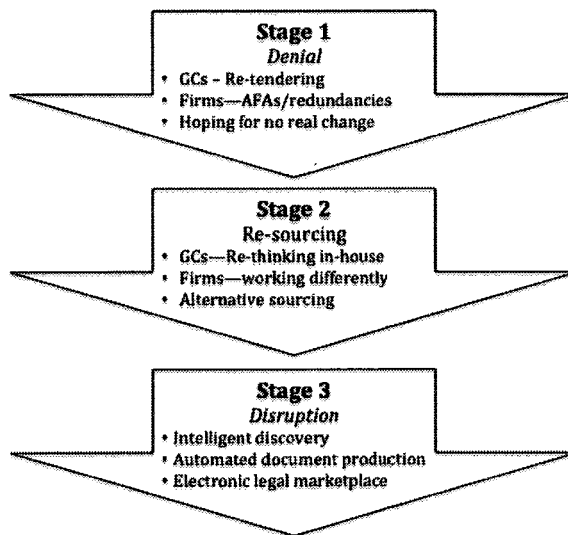 Stage 1
Denial
• GCs – Re-tendering
• Firms—AFAs/redundancies
• Hoping for no real change
Stage 2
Re-sourcing
• GCs—Re-thinking in-house
• Firms—working differently
• Alternative sourcing
Stage 3
Disruption
• Intelligent discovery
• Automated document production
• Electronic legal marketplace